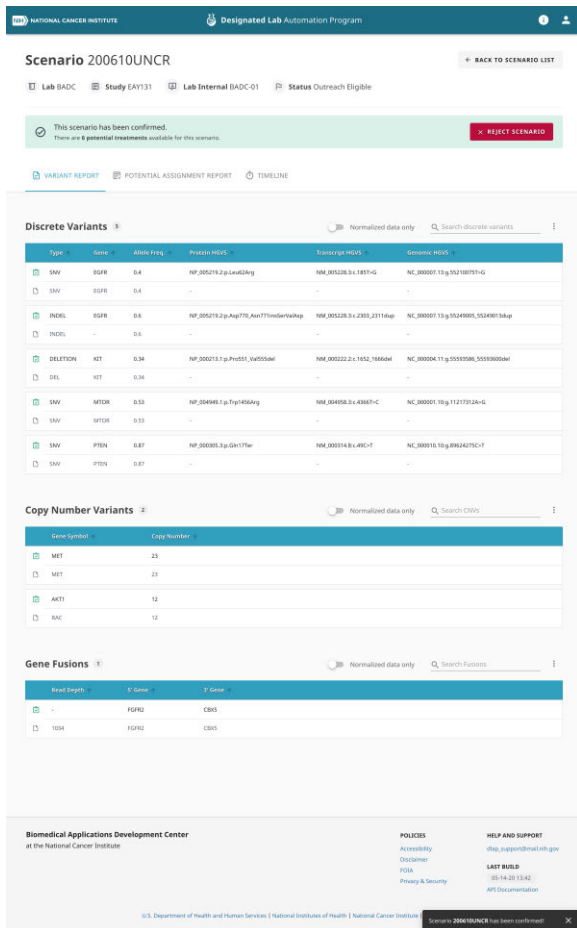 NIH NATIONAL CANCER INSTITUTE
Designated Lab Automation Program
Scenario 200610UNCR
← BACK TO SCENARIO LIST
Lab BADC Study EAY131 Lab Internal BADC-01 Status Outreach Eligible
This scenario has been confirmed.
There are 6 potential treatments available for this scenario.
× REJECT SCENARIO
VARIANT REPORT POTENTIAL ASSIGNMENT REPORT TIMELINE
Discrete Variants 5 Normalized data only Search discrete variants
Type Gene Allele Freq. Protein HGVS Transcript HGVS Genomic HGVS
SNV EGFR 0.4 NP_005219.2:p.Leu62Arg NM_005228.3:c.185T>G NC_000007.13:g.55210075T>G
SNV EGFR 0.4 - - -
INDEL EGFR 0.6 NP_005219.2:p.Asp770_Asn771insSerValAsp NM_005228.3:c.2303_2311dup NC_000007.13:g.55249005_55249013dup
INDEL - 0.6 - - -
DELETION KIT 0.34 NP_000213.1:p.Pro551_Val555del NM_000222.2:c.1652_1666del NC_000004.11:g.55593586_55593600del
DEL KIT 0.34 - - -
SNV MTOR 0.53 NP_004949.1:p.Trp1456Arg NM_004958.3:c.4366T>C NC_000001.10:g.11217312A>G
SNV MTOR 0.53 - - -
SNV PTEN 0.87 NP_000305.3:p.Gln17Ter NM_000314.8:c.49C>T NC_000010.10:g.89624275C>T
SNV PTEN 0.87 - - -
Copy Number Variants 2 Normalized data only Search CNVs
Gene Symbol Copy Number
MET 23
MET 23
AKT1 12
RAC 12
Gene Fusions 1 Normalized data only Search Fusions
Read Depth 5' Gene 3' Gene
- FGFR2 CBX5
1034 FGFR2 CBX5
Biomedical Applications Development Center
at the National Cancer Institute
POLICIES
Accessibility
Disclaimer
FOIA
Privacy & Security
HELP AND SUPPORT
dlap_support@mail.nih.gov
LAST BUILD
05-14-20 13:42
API Documentation
U.S. Department of Health and Human Services | National Institutes of Health | National Cancer Institute |
Scenario 200610UNCR has been confirmed! ×